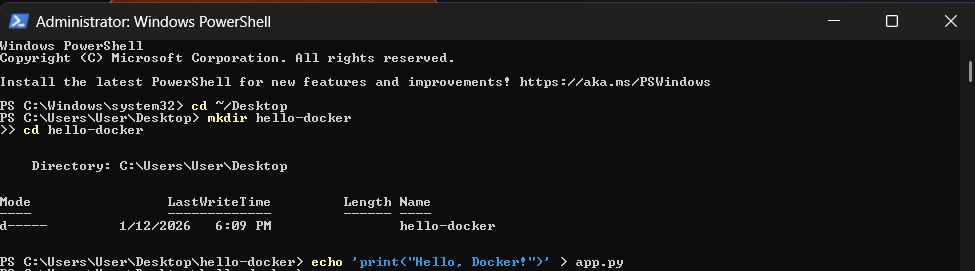 Administrator: Windows PowerShell
Windows PowerShell
Copyright (C) Microsoft Corporation. All rights reserved.
Install the latest PowerShell for new features and improvements! https://aka.ms/PSWindows
PS C:\Windows\system32> cd ~/Desktop
PS C:\Users\User\Desktop> mkdir hello-docker
>> cd hello-docker
Directory: C:\Users\User\Desktop
Mode LastWriteTime Length Name
---- ------------- ------ ----
d----- 1/12/2026 6:09 PM hello-docker
PS C:\Users\User\Desktop\hello-docker> echo 'print("Hello, Docker!")' > app.py